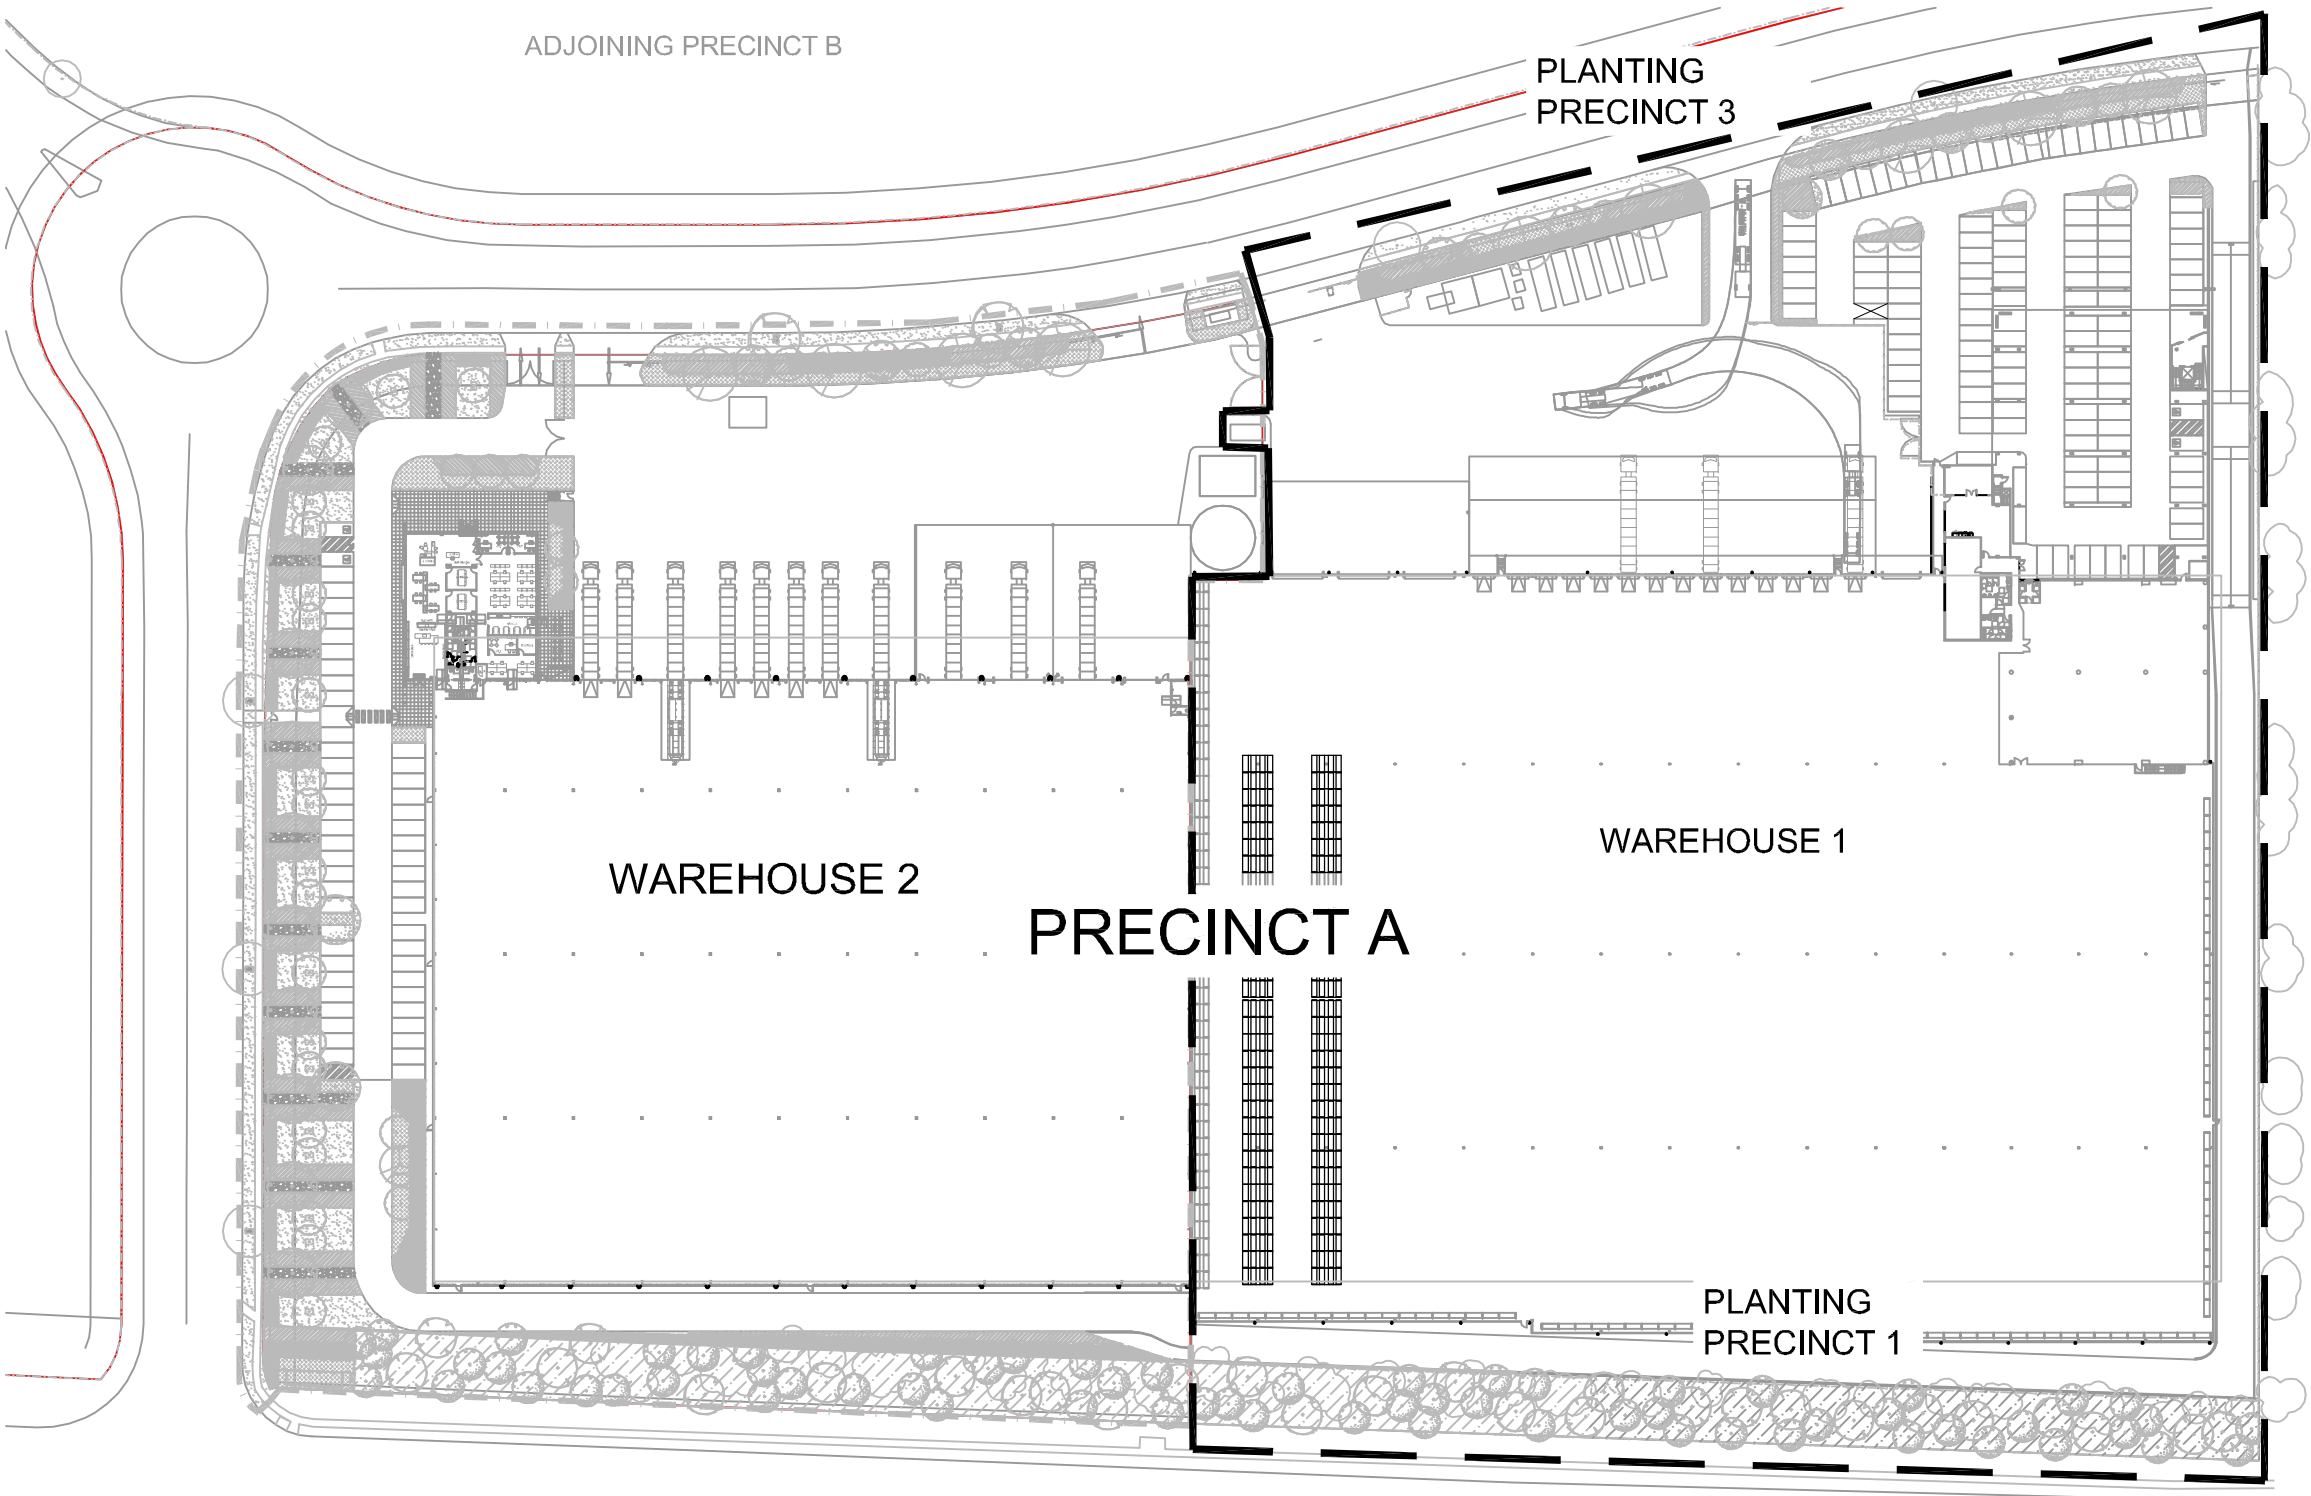 ADJOINING PRECINCT B
PLANTING
PRECINCT 3
WAREHOUSE 1
WAREHOUSE 2
PRECINCT A
PLANTING
PRECINCT 1